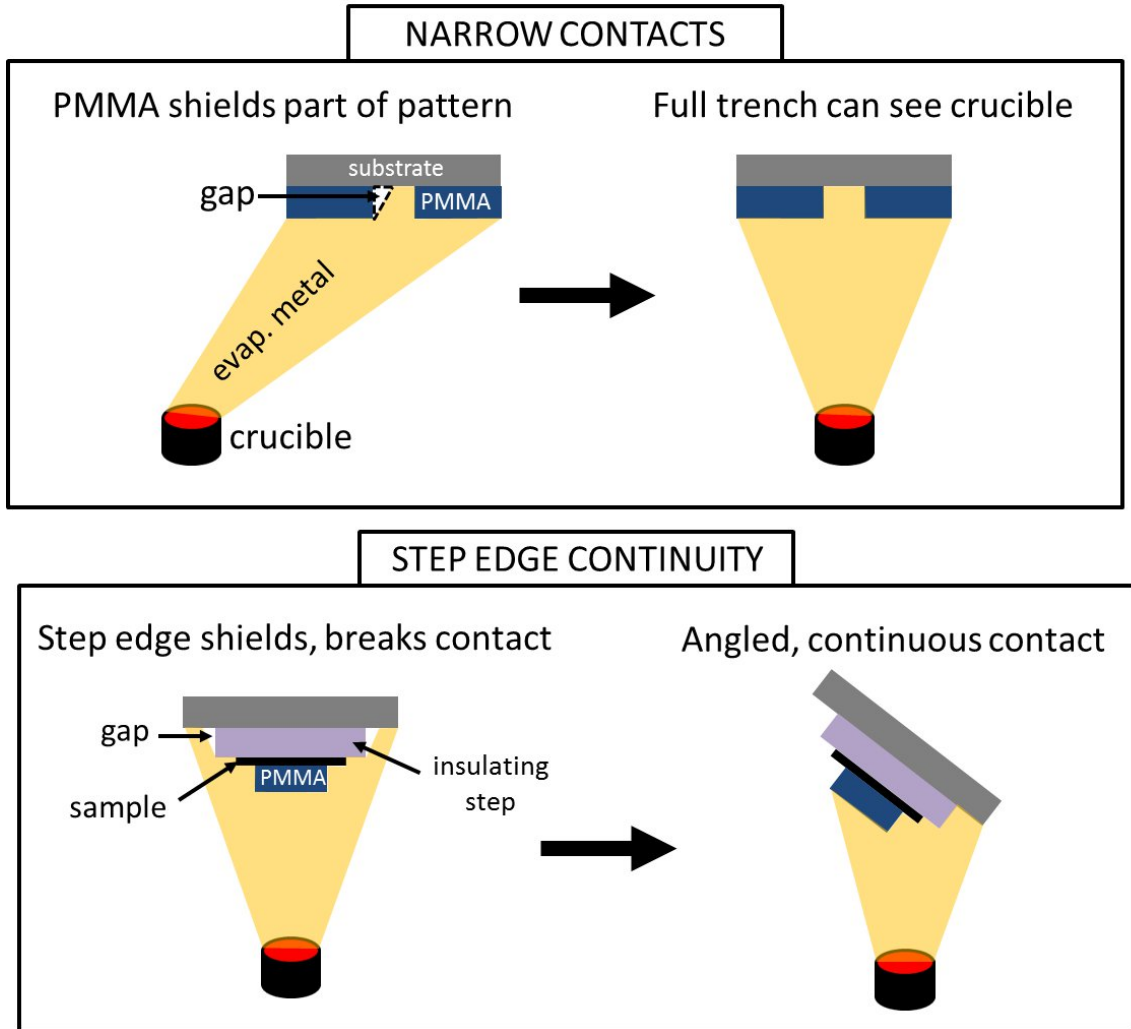 NARROW CONTACTS
PMMA shields part of pattern
Full trench can see crucible
substrate
gap
PMMA
evap. metal
crucible
STEP EDGE CONTINUITY
Step edge shields, breaks contact
Angled, continuous contact
gap
insulating
step
PMMA
sample